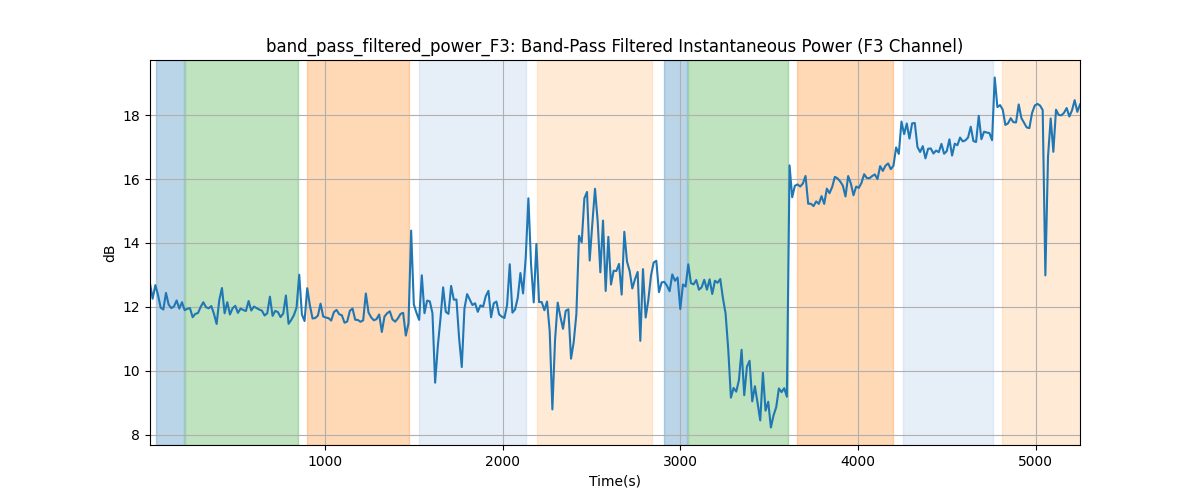 band_pass_filtered_power_F3: Band-Pass Filtered Instantaneous Power (F3 Channel)
18
16
14
12
10
8
dB
1000 2000 3000 4000 5000
Time(s)